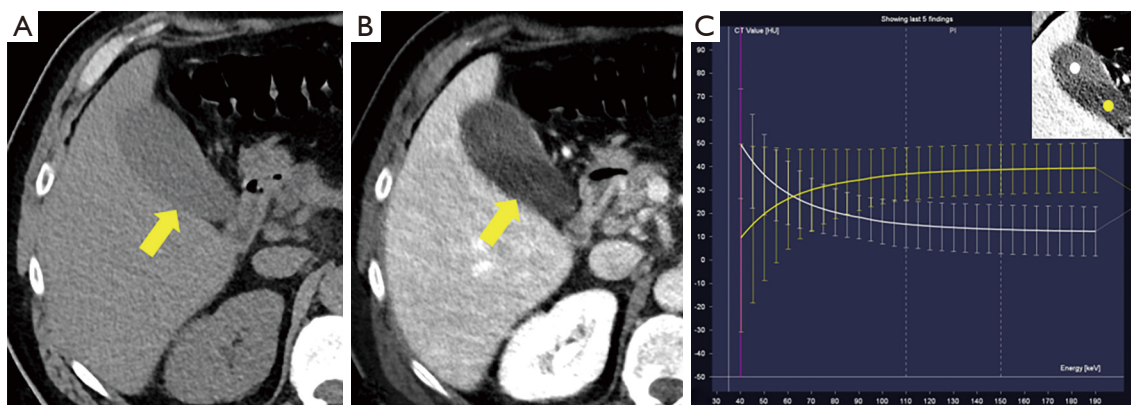 A
B
C
Showing last 5 findings
CT Value [HU]
PI
90
80
70
60
50
40
30
20
10
0
-10
-20
-30
-40
-50
Energy [keV]
30 40 50 60 70 80 90 100 110 120 130 140 150 160 170 180 190